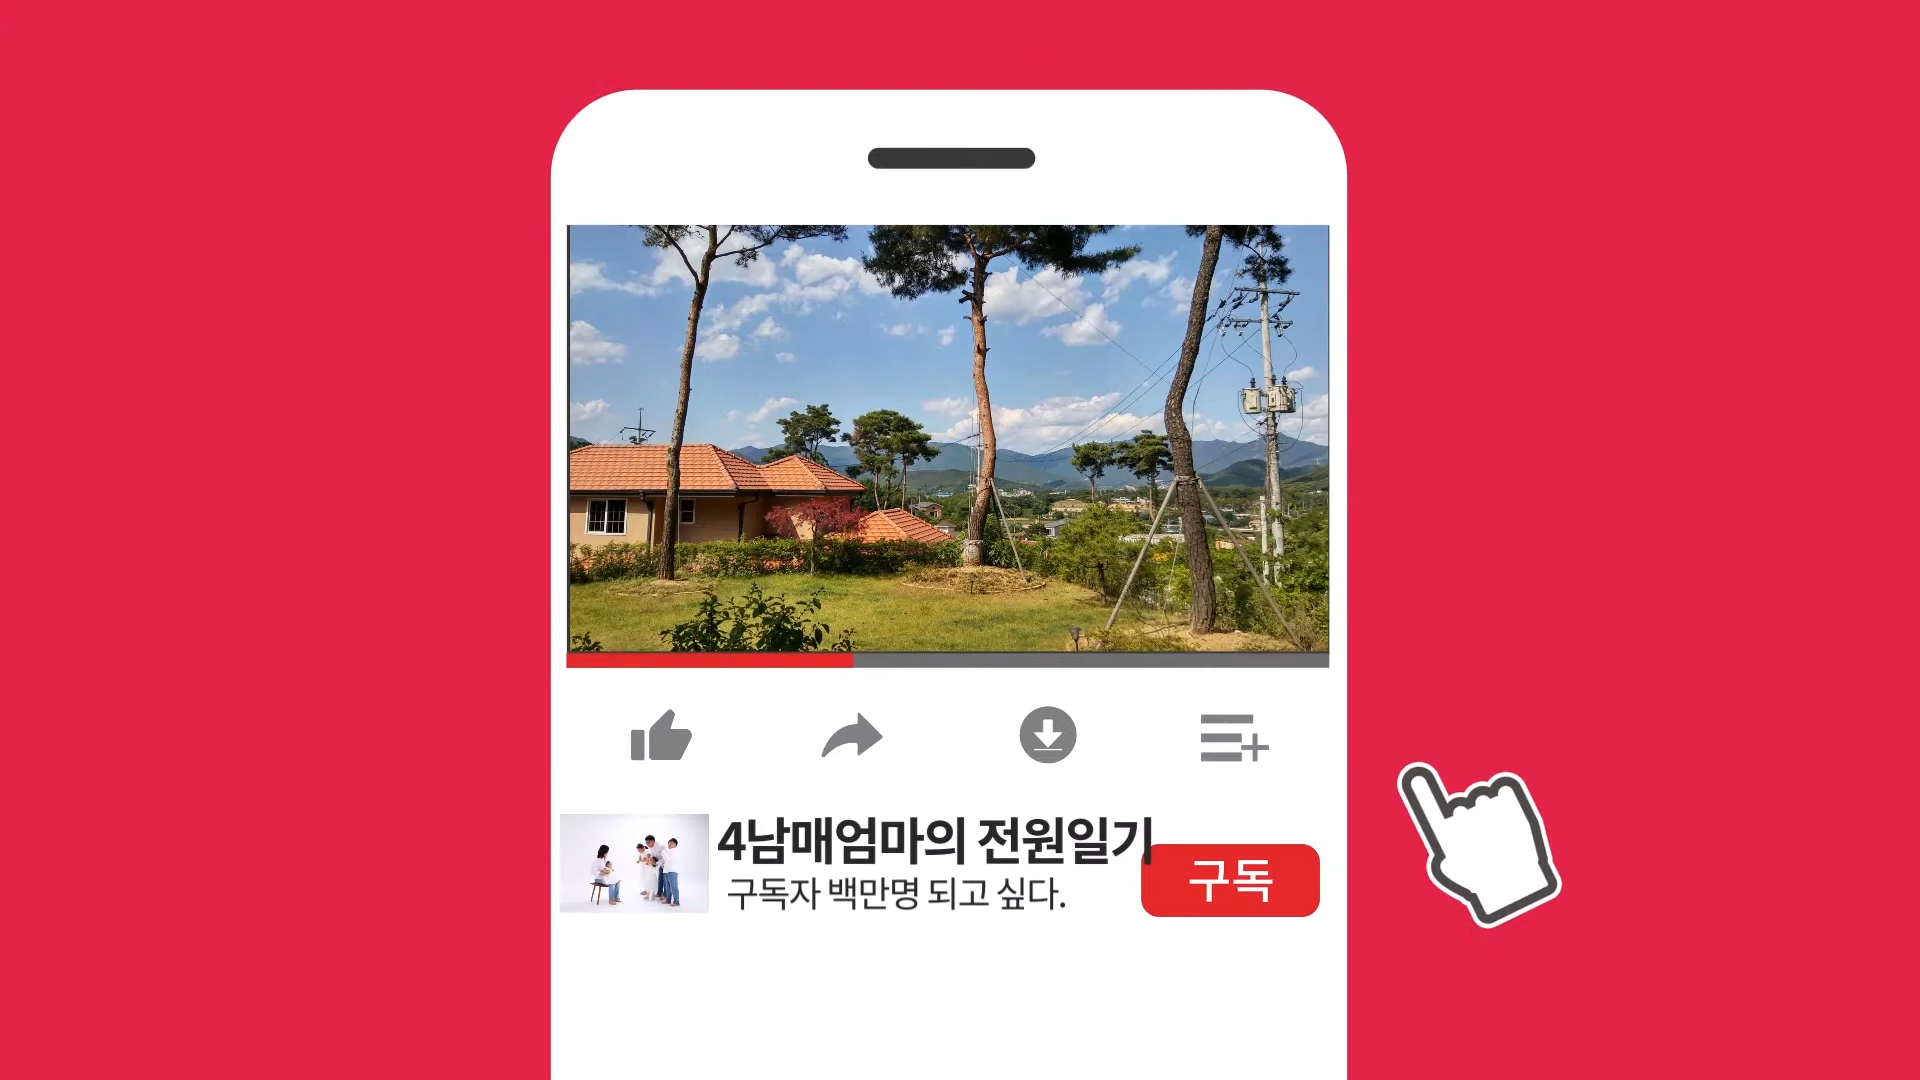 4남매엄마의 전원일기
구독자 백만명 되고 싶다.
구독